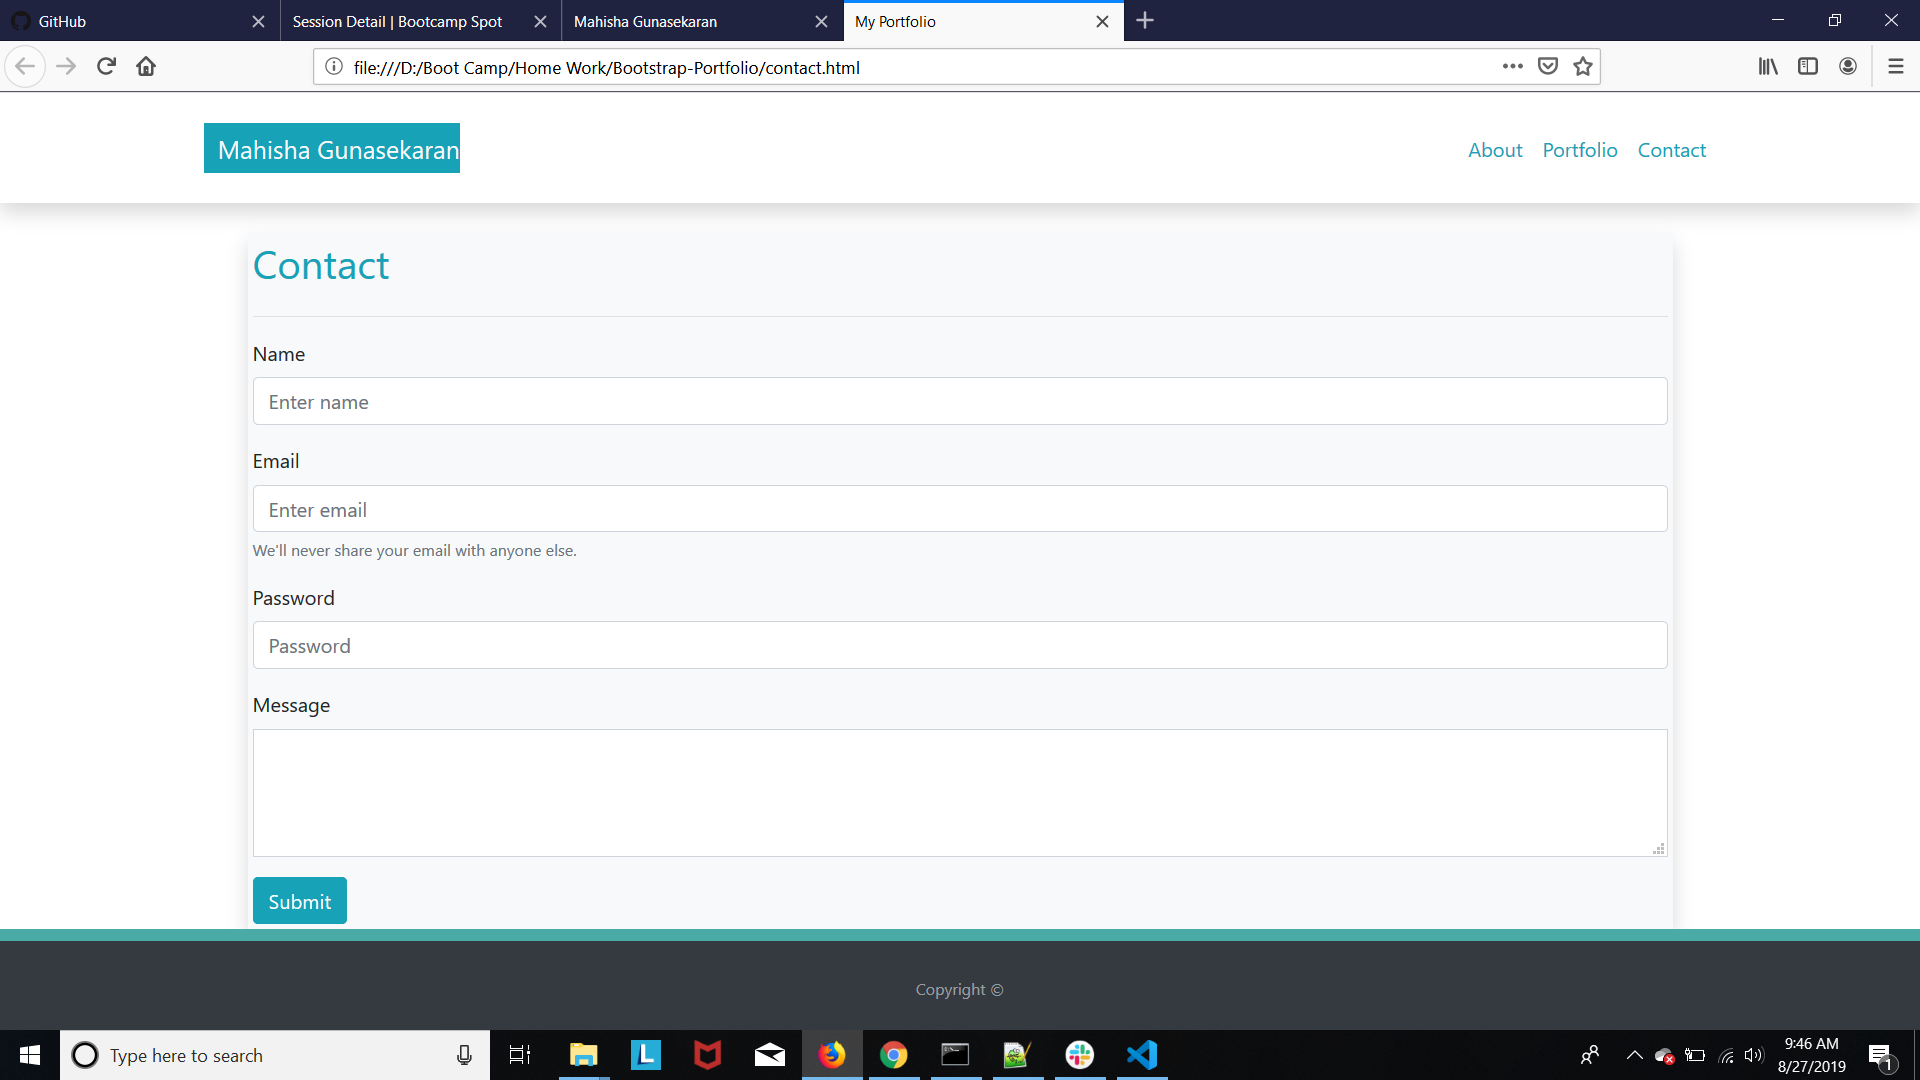 GitHub
Session Detail | Bootcamp Spot
Mahisha Gunasekaran
My Portfolio
file:///D:/Boot Camp/Home Work/Bootstrap-Portfolio/contact.html
Mahisha Gunasekaran
About Portfolio Contact
Contact
Name
Enter name
Email
Enter email
We'll never share your email with anyone else.
Password
Password
Message
Submit
Copyright ©
Type here to search
L
9:46 AM
8/27/2019
1